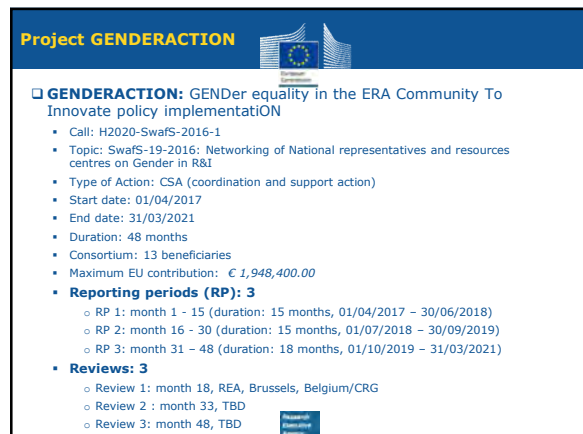 Project GENDERACTION
European
Commission
❑ GENDERACTION: GENDer equality in the ERA Community To
Innovate policy implementatiON
▪ Call: H2020-SwafS-2016-1
▪ Topic: SwafS-19-2016: Networking of National representatives and resources
centres on Gender in R&I
▪ Type of Action: CSA (coordination and support action)
▪ Start date: 01/04/2017
▪ End date: 31/03/2021
▪ Duration: 48 months
▪ Consortium: 13 beneficiaries
▪ Maximum EU contribution: € 1,948,400.00
▪ Reporting periods (RP): 3
o RP 1: month 1 - 15 (duration: 15 months, 01/04/2017 – 30/06/2018)
o RP 2: month 16 - 30 (duration: 15 months, 01/07/2018 – 30/09/2019)
o RP 3: month 31 – 48 (duration: 18 months, 01/10/2019 – 31/03/2021)
▪ Reviews: 3
o Review 1: month 18, REA, Brussels, Belgium/CRG
o Review 2 : month 33, TBD
o Review 3: month 48, TBD
Research
Executive